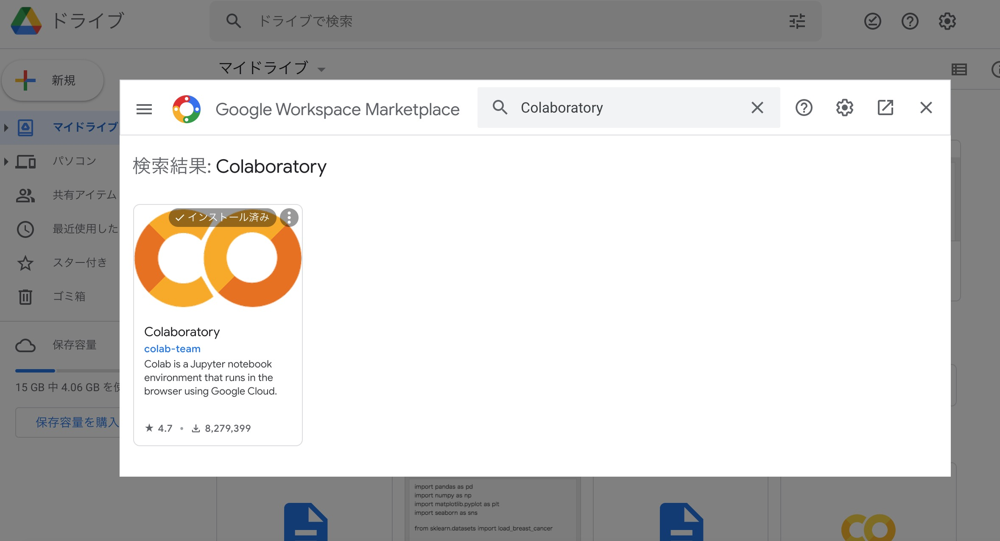 ドライブ
ドライブで検索
新規
マイドライブ
マイドライブ
パソコン
共有アイテム
最近使用した
スター付き
ゴミ箱
保存容量
15 GB 中 4.06 GB を使
保存容量を購入
Google Workspace Marketplace
Colaboratory
検索結果: Colaboratory
インストール済み
Colaboratory
colab-team
Colab is a Jupyter notebook
environment that runs in the
browser using Google Cloud.
4.7 • 8,279,399
import pandas as pd
import numpy as np
import matplotlib.pyplot as plt
import seaborn as sns
from sklearn.datasets import load_breast_cancer